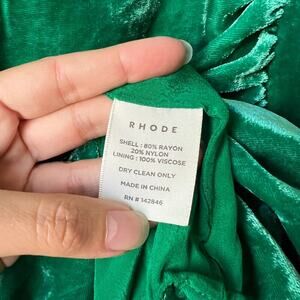 RHODE
SHELL : 80% RAYON
20% NYLON
LINING : 100% VISCOSE
DRY CLEAN ONLY
MADE IN CHINA
RN # 142846